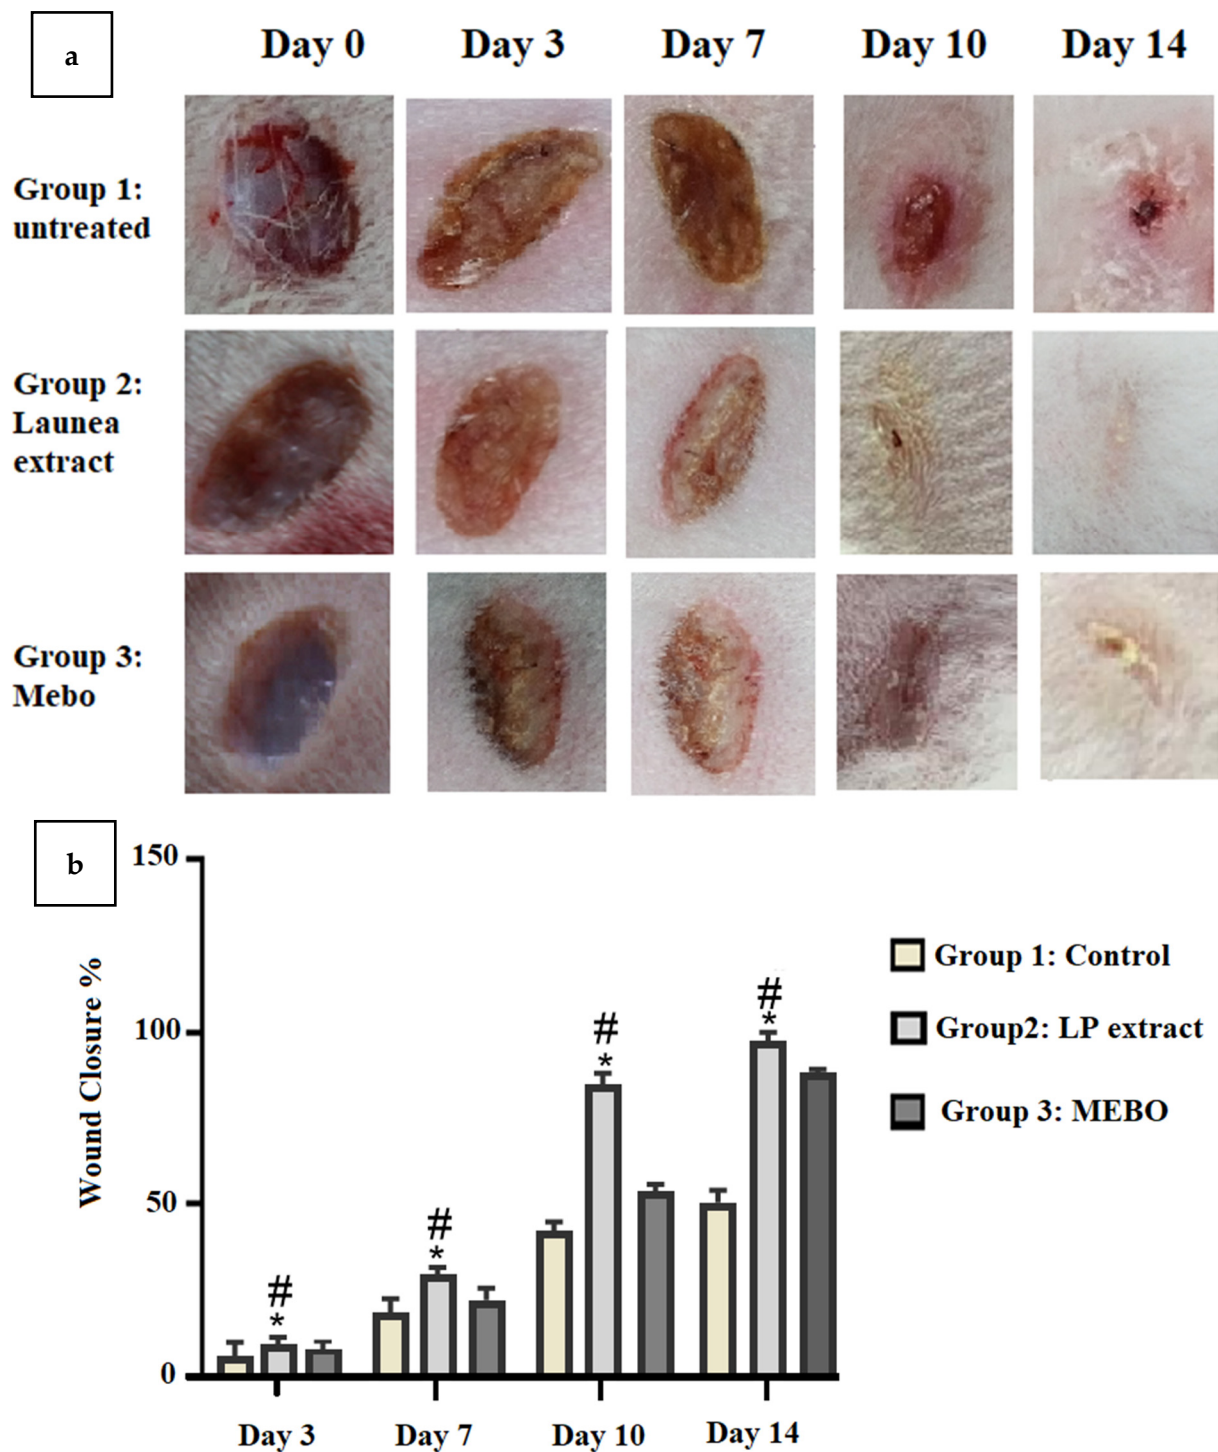 a
Day 0 Day 3 Day 7 Day 10 Day 14
Group 1:
untreated
Group 2:
Launea
extract
Group 3:
Mebo
b
150
100
50
0
Wound Closure %
#
*
#
*
#
*
#
*
Day 3 Day 7 Day 10 Day 14
Group 1: Control
Group2: LP extract
Group 3: MEBO